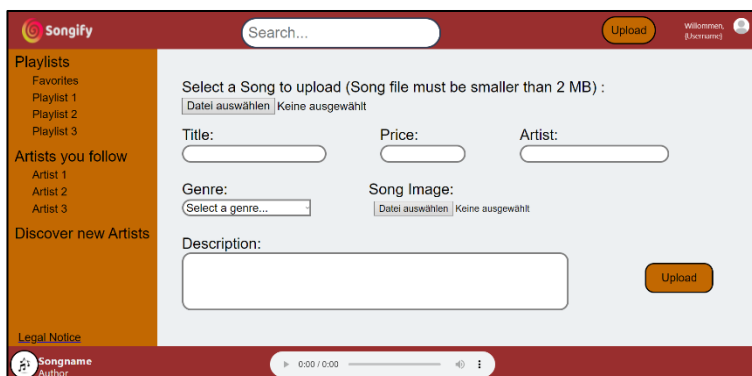 Songify
Search...
Upload
Willommen,
[Username]
Playlists
Favorites
Playlist 1
Playlist 2
Playlist 3
Artists you follow
Artist 1
Artist 2
Artist 3
Discover new Artists
Legal Notice
Select a Song to upload (Song file must be smaller than 2 MB) :
Datei auswählen Keine ausgewählt
Title: Price: Artist:
Genre: Song Image:
Select a genre... Datei auswählen Keine ausgewählt
Description:
Upload
Songname
Author
0:00 / 0:00